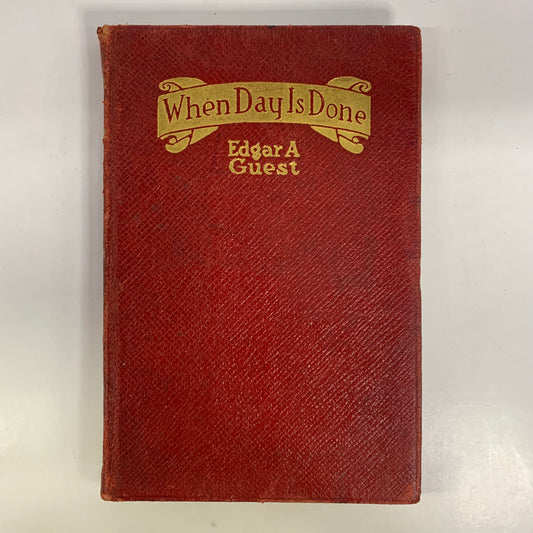 When Day Is Done
Edgar A
Guest